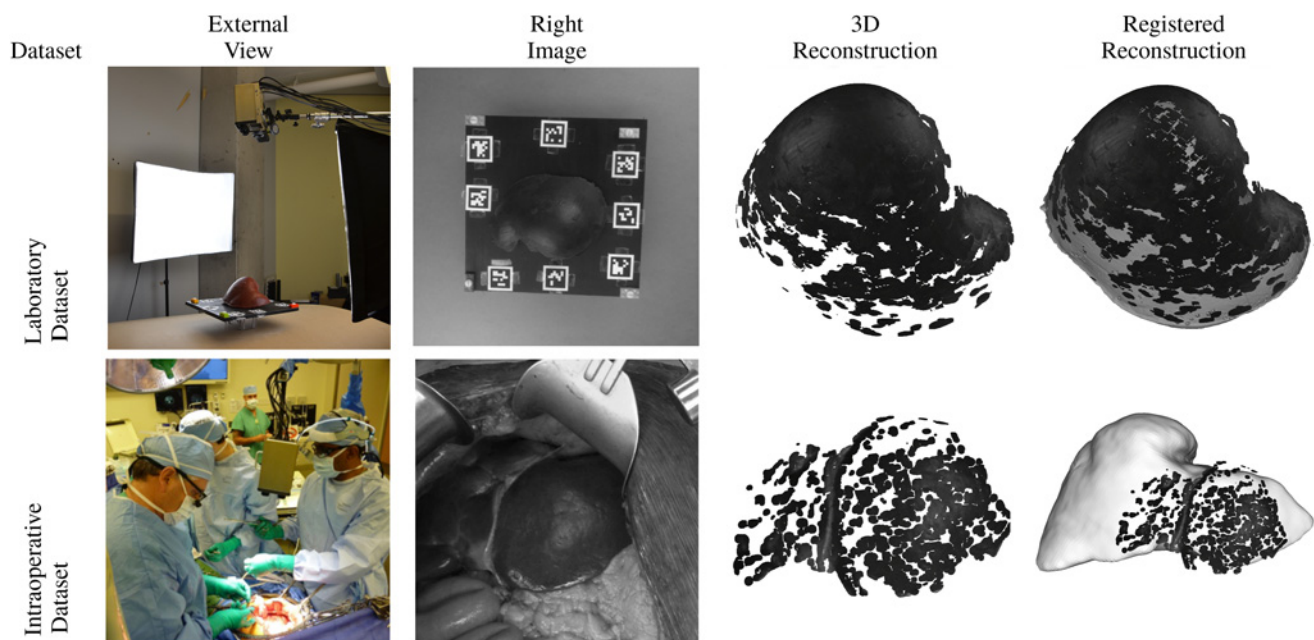 Dataset
External
View
Right
Image
3D
Reconstruction
Registered
Reconstruction
Laboratory
Dataset
Intraoperative
Dataset